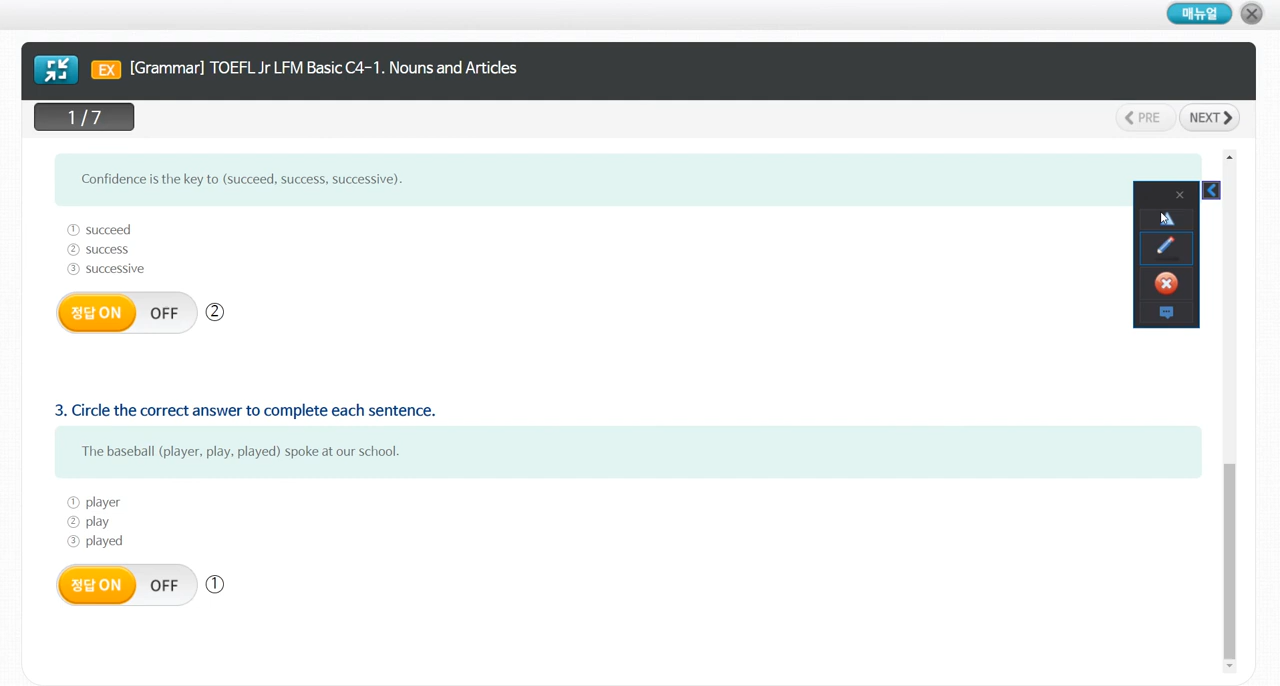 매뉴얼
EX [Grammar] TOEFL Jr LFM Basic C4-1. Nouns and Articles
1 / 7
PRE NEXT
Confidence is the key to (succeed, success, successive).
① succeed
② success
③ successive
정답 ON OFF ②
3. Circle the correct answer to complete each sentence.
The baseball (player, play, played) spoke at our school.
① player
② play
③ played
정답 ON OFF ①